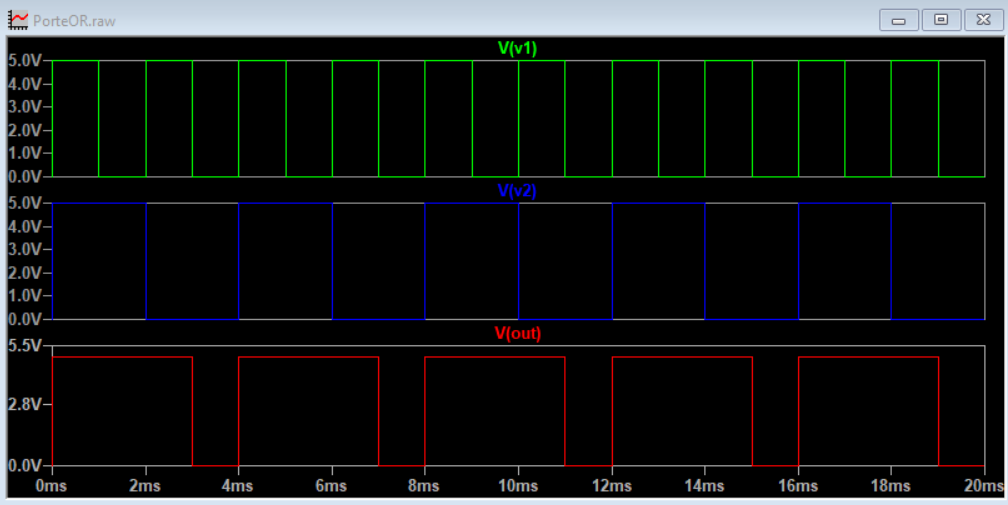 PorteOR.raw
V(v1)
5.0V
4.0V
3.0V
2.0V
1.0V
0.0V
V(v2)
5.0V
4.0V
3.0V
2.0V
1.0V
0.0V
V(out)
5.5V
2.8V
0.0V
0ms 2ms 4ms 6ms 8ms 10ms 12ms 14ms 16ms 18ms 20ms